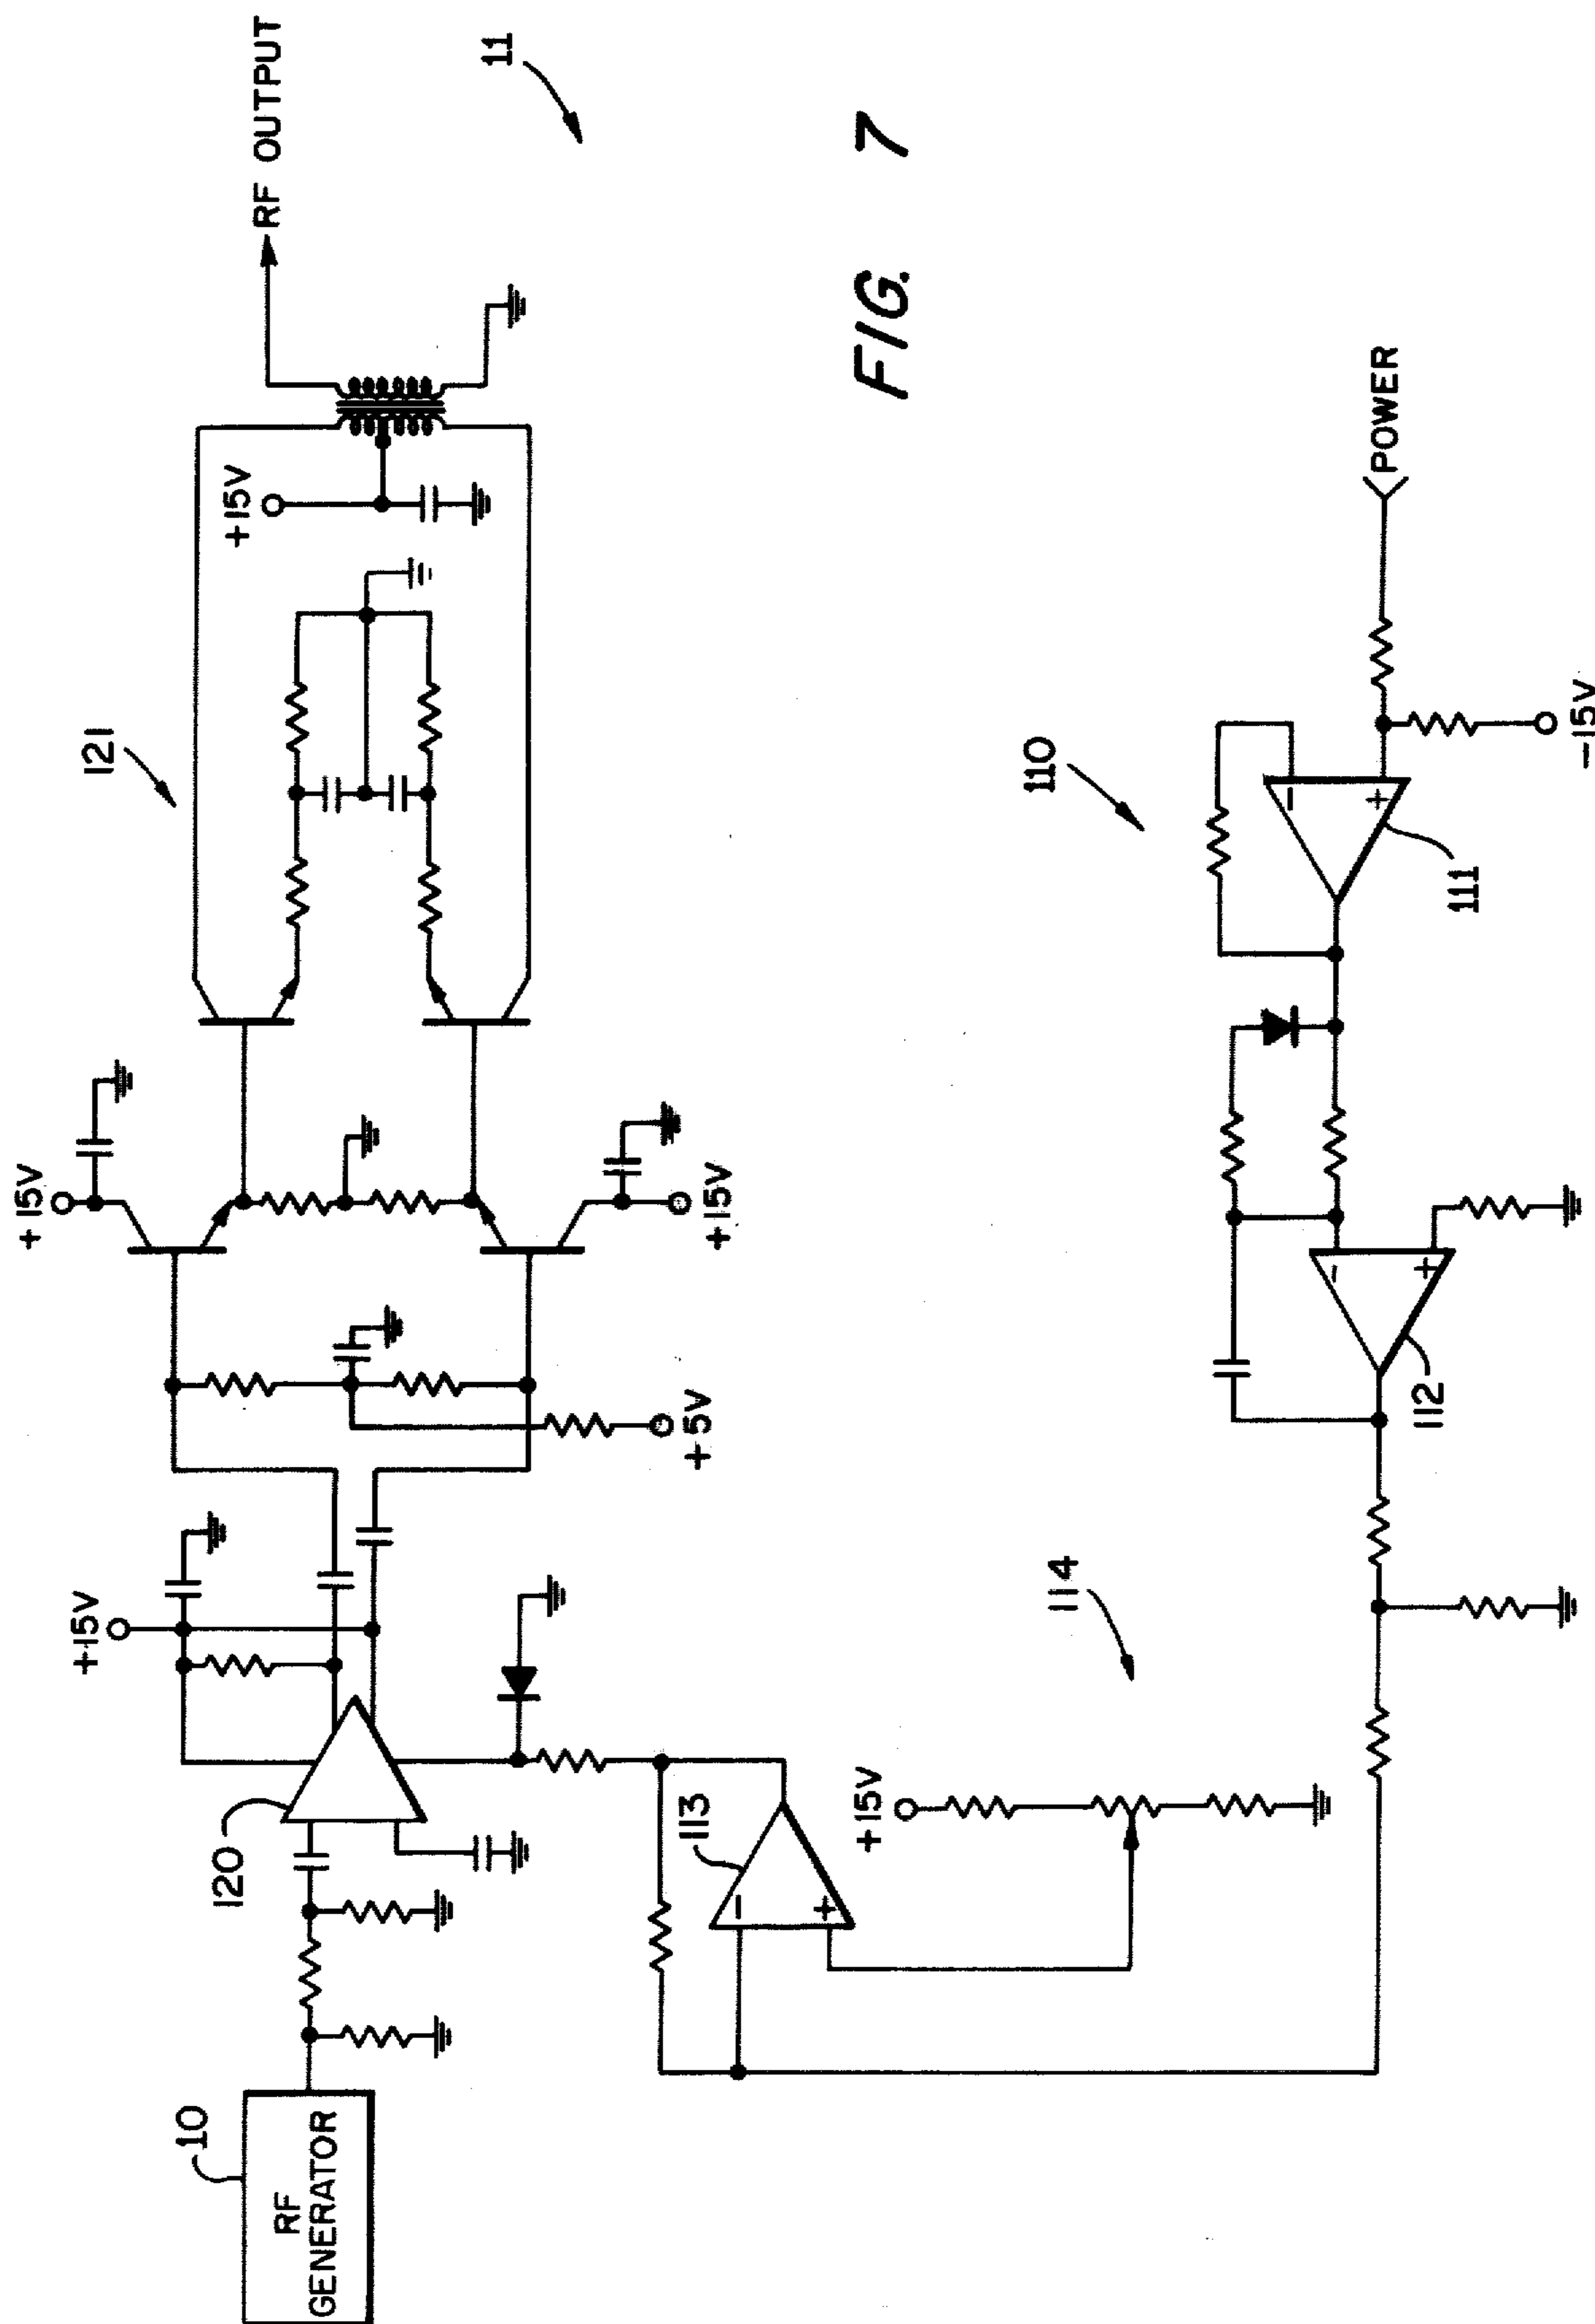 10
RF
GENERATOR
120
+15V
+5V
+15V
+15V
121
+15V
RF OUTPUT
11
113
+15V
114
112
110
111
-15V
POWER
-
+
-
+
-
+
FIG. 7